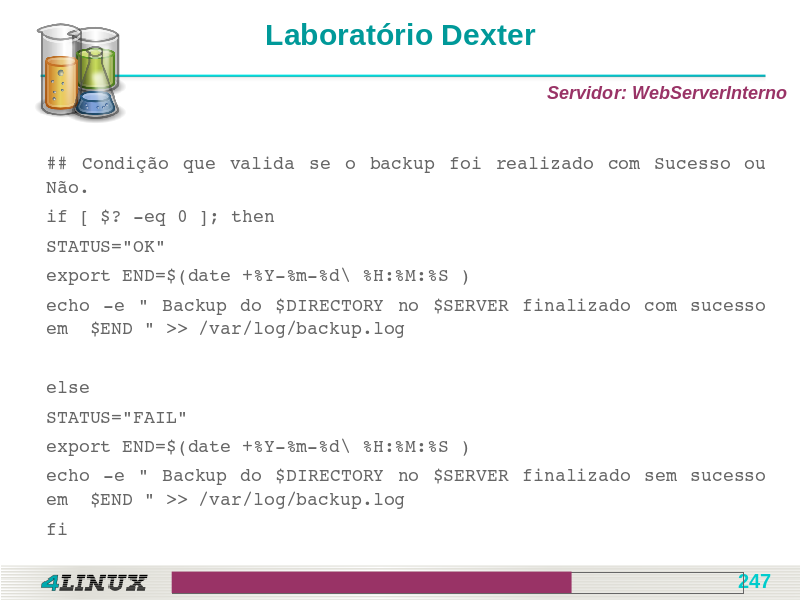 Laboratório Dexter
Servidor: WebServerInterno
## Condição que valida se o backup foi realizado com Sucesso ou
Não.
if [ $? -eq 0 ]; then
STATUS="OK"
export END=$(date +%Y-%m-%d\ %H:%M:%S )
echo -e " Backup do $DIRECTORY no $SERVER finalizado com sucesso
em  $END " >> /var/log/backup.log
else
STATUS="FAIL"
export END=$(date +%Y-%m-%d\ %H:%M:%S )
echo -e " Backup do $DIRECTORY no $SERVER finalizado sem sucesso
em  $END " >> /var/log/backup.log
fi
4LINUX
247